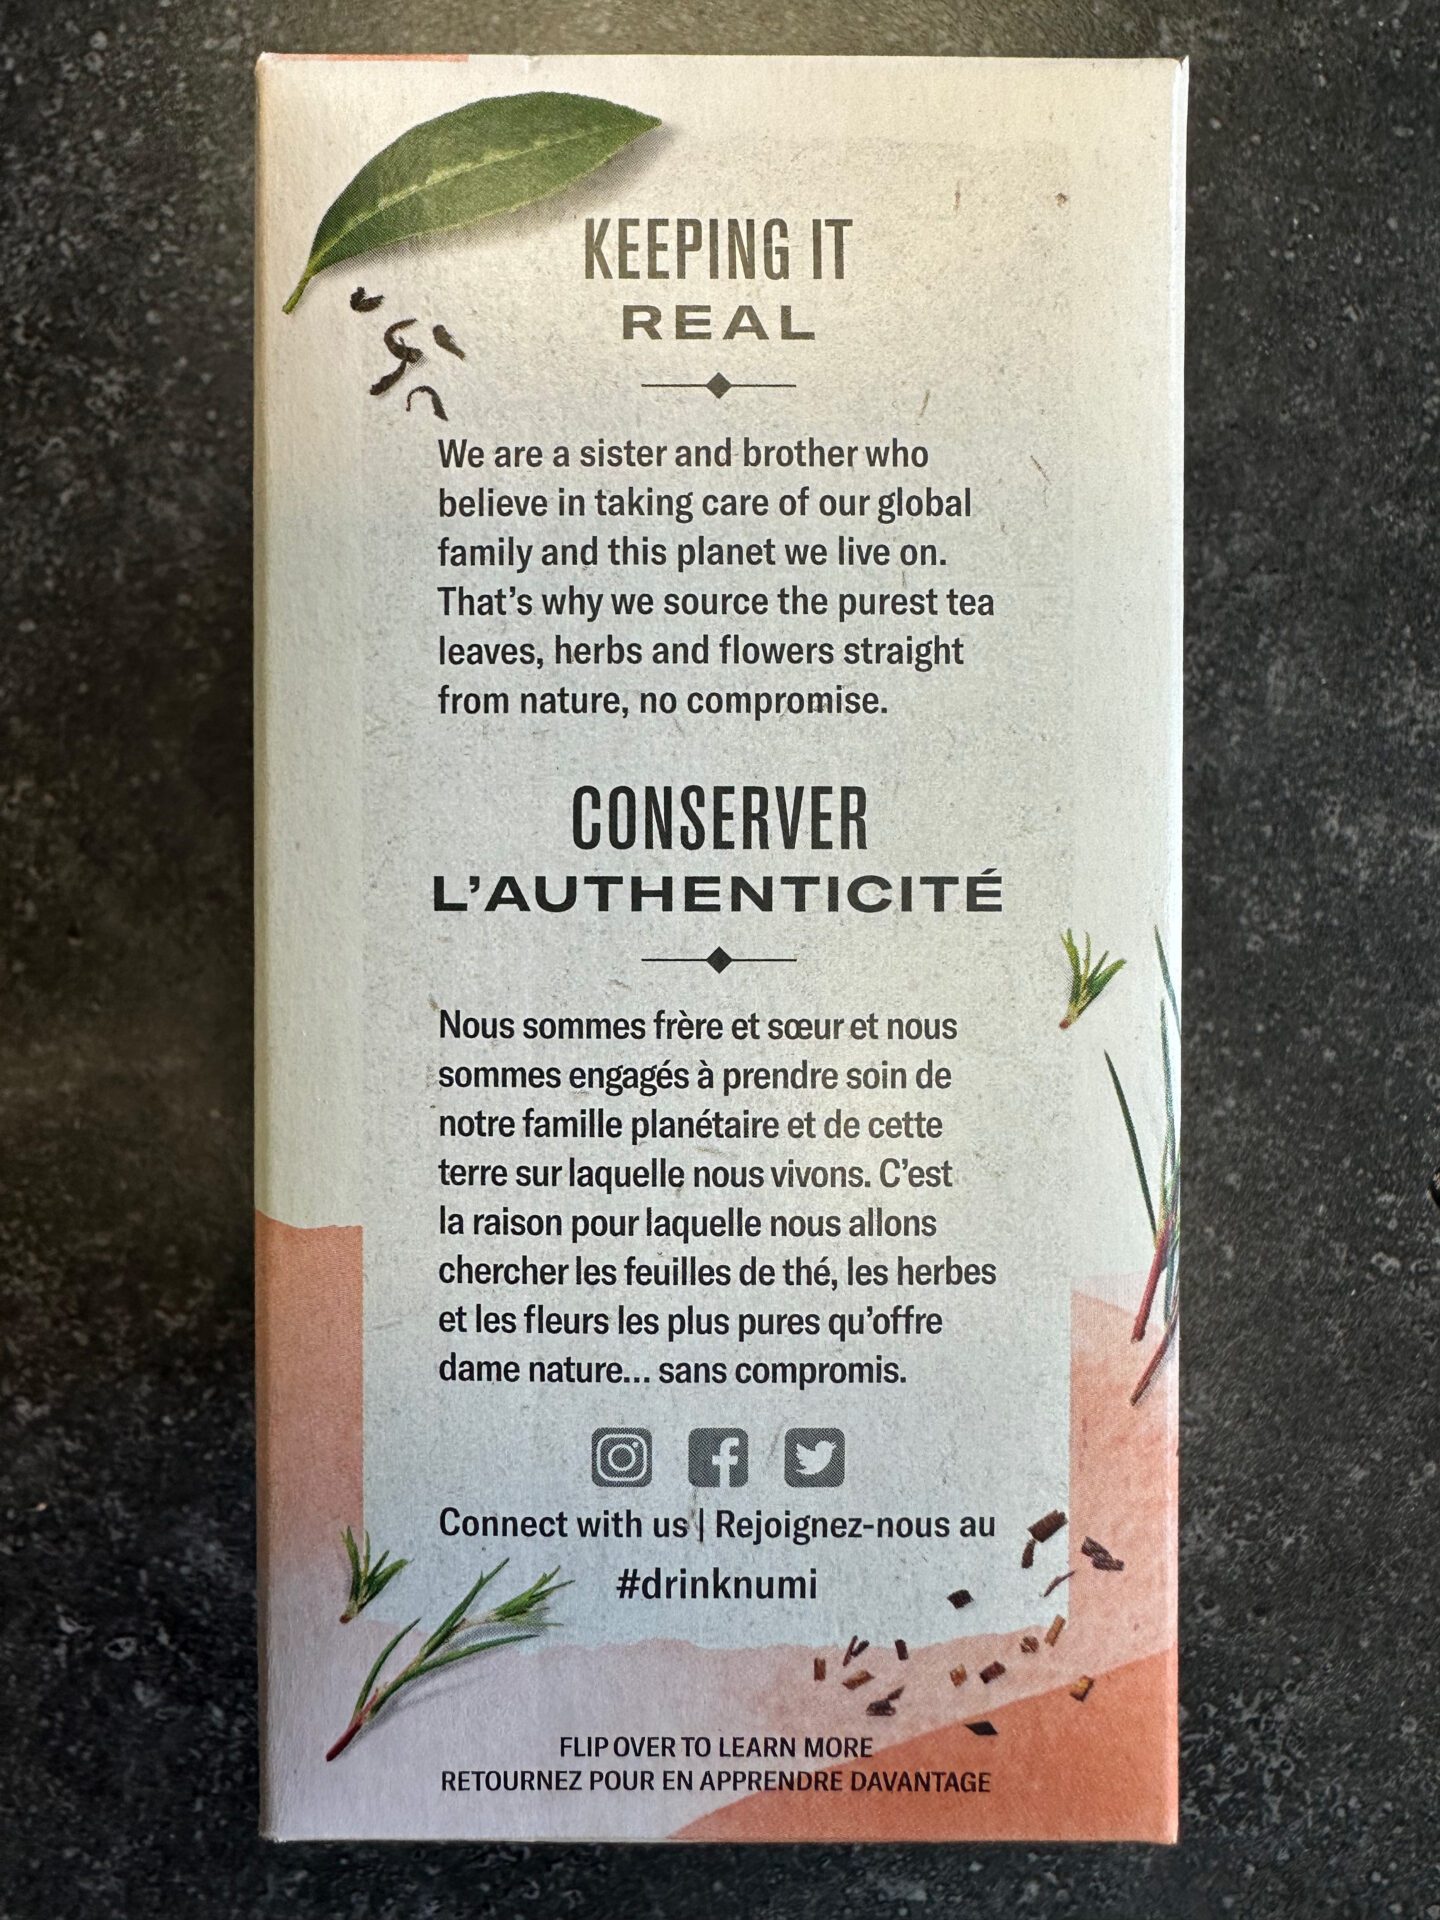 KEEPING IT
REAL
We are a sister and brother who
believe in taking care of our global
family and this planet we live on.
That's why we source the purest tea
leaves, herbs and flowers straight
from nature, no compromise.
CONSERVER
L'AUTHENTICITÉ
Nous sommes frère et sœur et nous
sommes engagés à prendre soin de
notre famille planétaire et de cette
terre sur laquelle nous vivons. C'est
la raison pour laquelle nous allons
chercher les feuilles de thé, les herbes
et les fleurs les plus pures qu'offre
dame nature... sans compromis.
Connect with us | Rejoignez-nous au
#drinknumi
FLIP OVER TO LEARN MORE
RETOURNEZ POUR EN APPRENDRE DAVANTAGE